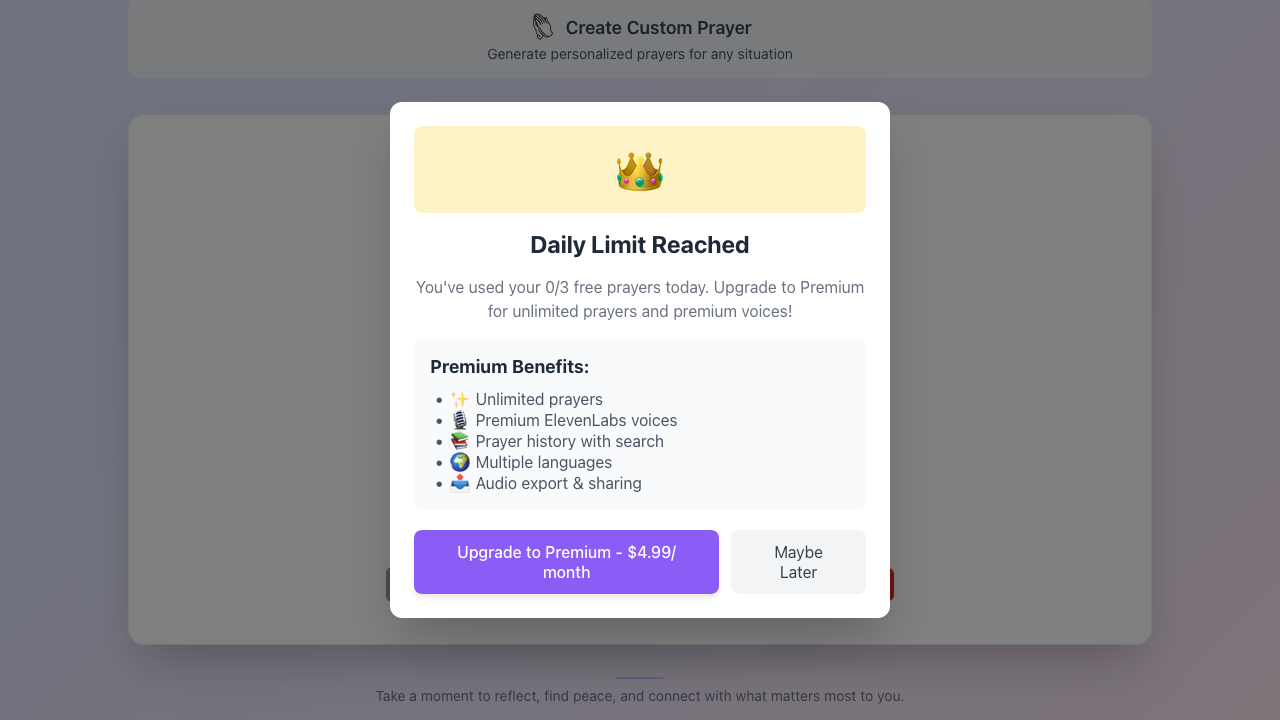 Create Custom Prayer
Generate personalized prayers for any situation
Daily Limit Reached
You've used your 0/3 free prayers today. Upgrade to Premium
for unlimited prayers and premium voices!
Premium Benefits:
• ✨ Unlimited prayers
• 🎙️ Premium ElevenLabs voices
• 📚 Prayer history with search
• 🌍 Multiple languages
• 📤 Audio export & sharing
Upgrade to Premium - $4.99/
month
Maybe
Later
Take a moment to reflect, find peace, and connect with what matters most to you.